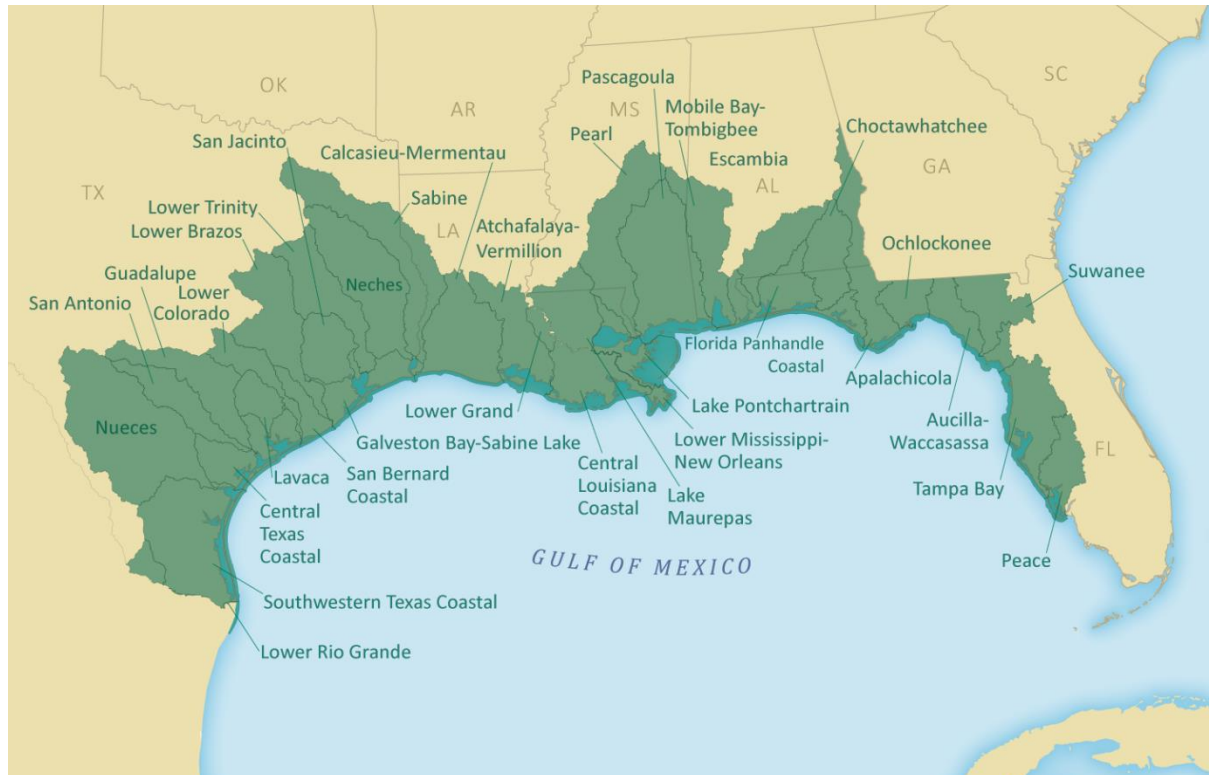 SC
OK
Pascagoula
AR
MS
Mobile Bay-
Tombigbee
Choctawhatchee
San Jacinto
Pearl
Calcasieu-Mermentau
Escambia
GA
AL
TX
Sabine
Lower Trinity
LA
Atchafalaya-
Vermillion
Lower Brazos
Ochlockonee
Guadalupe
Suwanee
Lower
Colorado
Neches
San Antonio
Florida Panhandle
Coastal
Apalachicola
Lower Grand
Lake Pontchartrain
Aucilla-
Waccasassa
Nueces
Galveston Bay-Sabine Lake
Lower Mississippi-
New Orleans
FL
Lavaca
San Bernard
Coastal
Central
Louisiana
Coastal
Lake
Maurepas
Tampa Bay
Central
Texas
Coastal
GULF OF MEXICO
Peace
Southwestern Texas Coastal
Lower Rio Grande